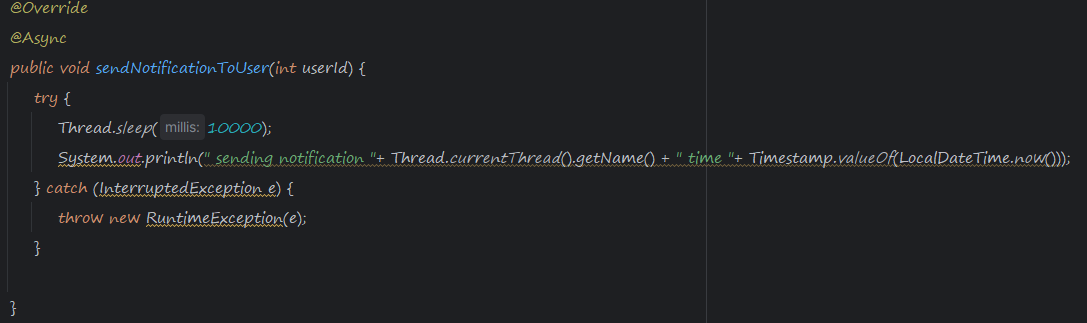 @Override
@Async
public void sendNotificationToUser(int userId) {
try {
Thread.sleep( millis: 10000);
System.out.println(" sending notification "+ Thread.currentThread().getName() + " time "+ Timestamp.valueOf(LocalDateTime.now()));
} catch (InterruptedException e) {
throw new RuntimeException(e);
}
}